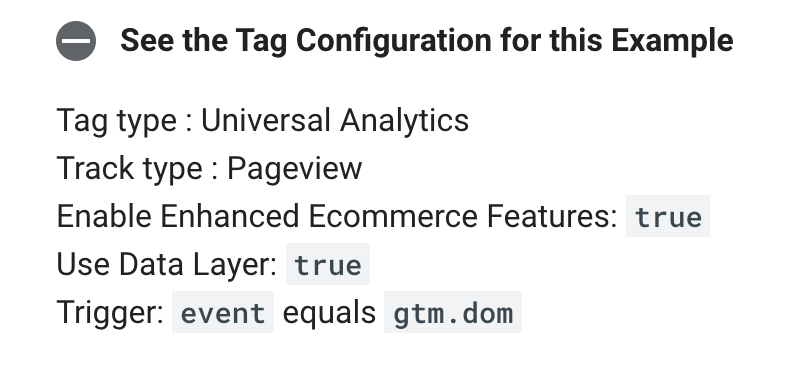 See the Tag Configuration for this Example
Tag type : Universal Analytics
Track type : Pageview
Enable Enhanced Ecommerce Features: true
Use Data Layer: true
Trigger: event equals gtm.dom